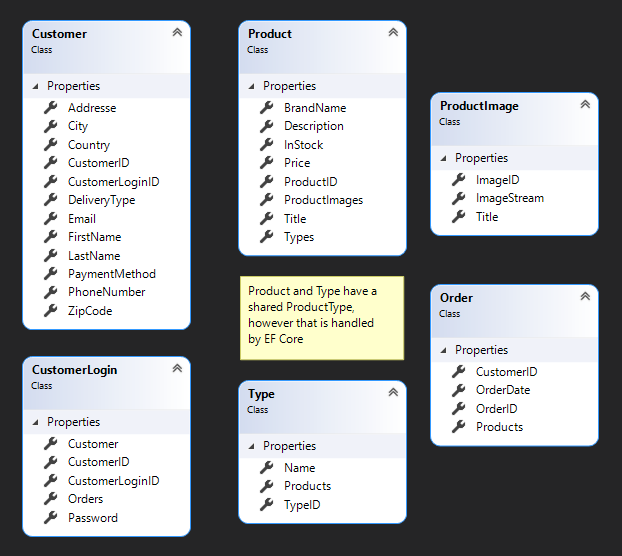 Customer
Class
Properties
Addresse
City
Country
CustomerID
CustomerLoginID
DeliveryType
Email
FirstName
LastName
PaymentMethod
PhoneNumber
ZipCode
CustomerLogin
Class
Properties
Customer
CustomerID
CustomerLoginID
Orders
Password
Product
Class
Properties
BrandName
Description
InStock
Price
ProductID
ProductImages
Title
Types
Product and Type have a
shared ProductType,
however that is handled
by EF Core
Type
Class
Properties
Name
Products
TypeID
ProductImage
Class
Properties
ImageID
ImageStream
Title
Order
Class
Properties
CustomerID
OrderDate
OrderID
Products